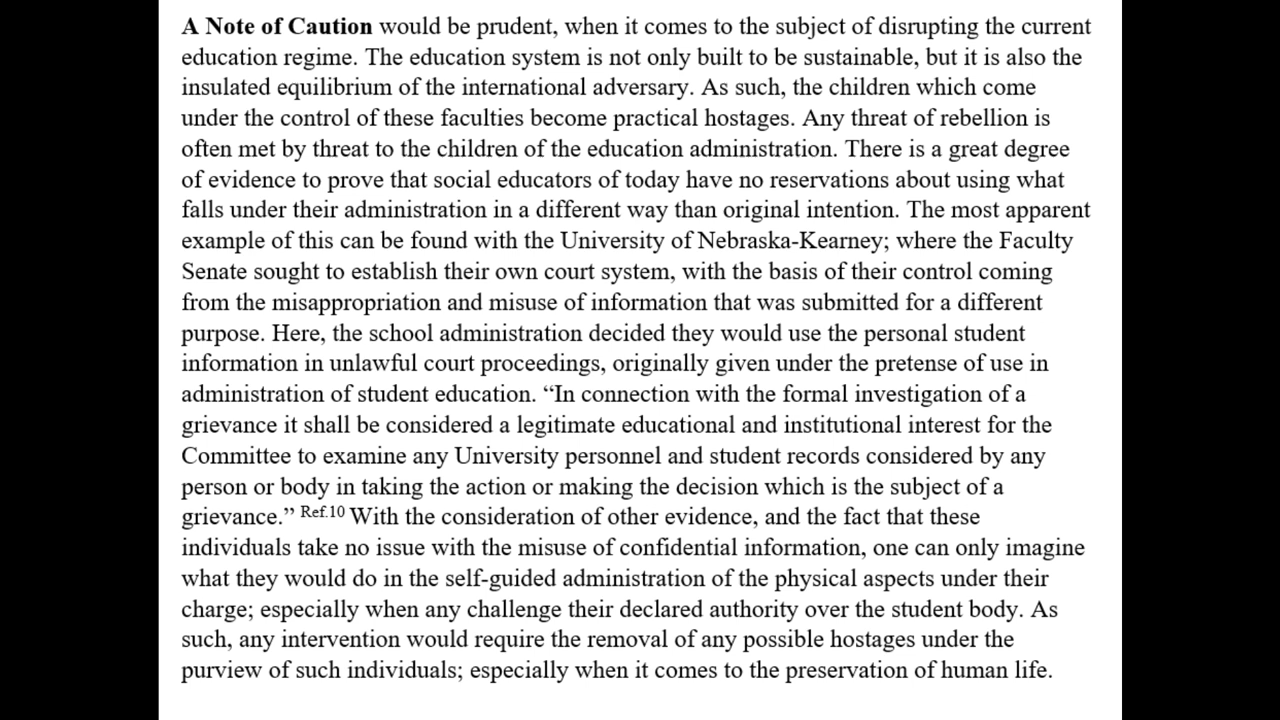 A Note of Caution would be prudent, when it comes to the subject of disrupting the current
education regime. The education system is not only built to be sustainable, but it is also the
insulated equilibrium of the international adversary. As such, the children which come
under the control of these faculties become practical hostages. Any threat of rebellion is
often met by threat to the children of the education administration. There is a great degree
of evidence to prove that social educators of today have no reservations about using what
falls under their administration in a different way than original intention. The most apparent
example of this can be found with the University of Nebraska-Kearney; where the Faculty
Senate sought to establish their own court system, with the basis of their control coming
from the misappropriation and misuse of information that was submitted for a different
purpose. Here, the school administration decided they would use the personal student
information in unlawful court proceedings, originally given under the pretense of use in
administration of student education. “In connection with the formal investigation of a
grievance it shall be considered a legitimate educational and institutional interest for the
Committee to examine any University personnel and student records considered by any
person or body in taking the action or making the decision which is the subject of a
grievance.” Ref.10 With the consideration of other evidence, and the fact that these
individuals take no issue with the misuse of confidential information, one can only imagine
what they would do in the self-guided administration of the physical aspects under their
charge; especially when any challenge their declared authority over the student body. As
such, any intervention would require the removal of any possible hostages under the
purview of such individuals; especially when it comes to the preservation of human life.